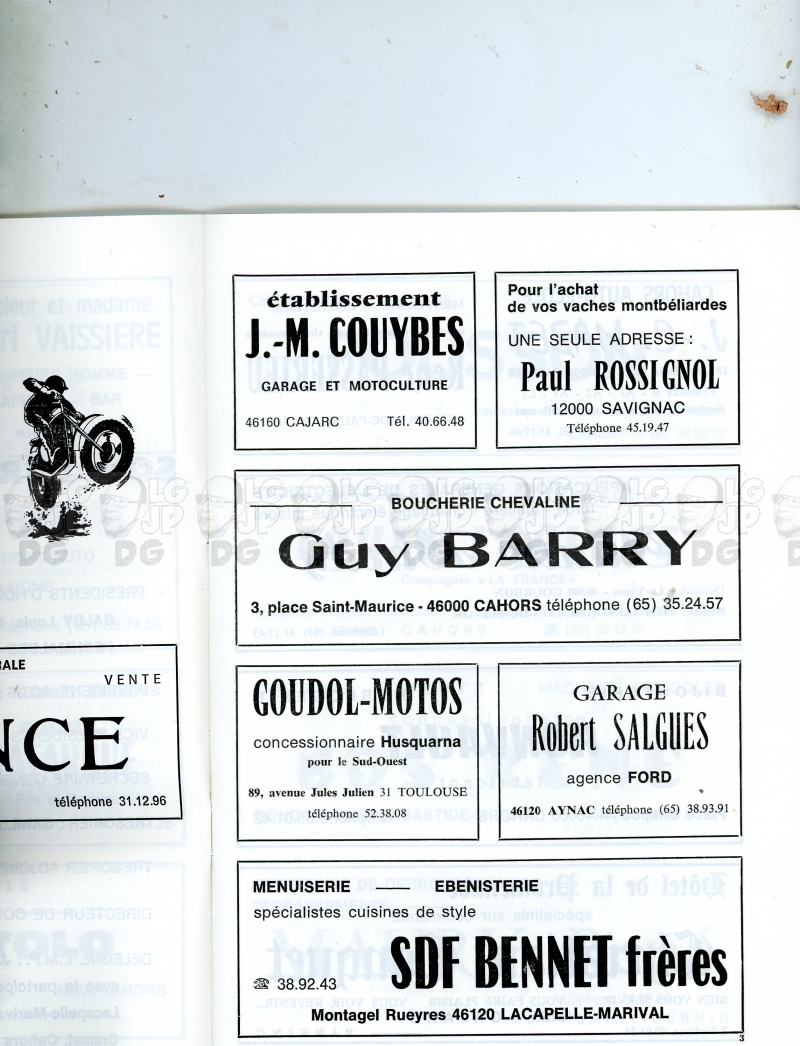 BALE
VENTE
NCE
téléphone 31.12.96
établissement
J.-M. COUYBES
GARAGE ET MOTOCULTURE
46160 CAJARC Tél. 40.66.48
Pour l'achat
de vos vaches montbéliardes
UNE SEULE ADRESSE :
Paul ROSSIGNOL
12000 SAVIGNAC
Téléphone 45.19.47
BOUCHERIE CHEVALINE
Guy BARRY
3, place Saint-Maurice - 46000 CAHORS téléphone (65) 35.24.57
GOUDOL-MOTOS
concessionnaire Husquarna
pour le Sud-Ouest
89, avenue Jules Julien 31 TOULOUSE
téléphone 52.38.08
GARAGE
Robert SALGUES
agence FORD
46120 AYNAC téléphone (65) 38.93.91
MENUISERIE — EBENISTERIE
spécialistes cuisines de style
SDF BENNET frères
☎ 38.92.43
Montagel Rueyres 46120 LACAPELLE-MARIVAL
3